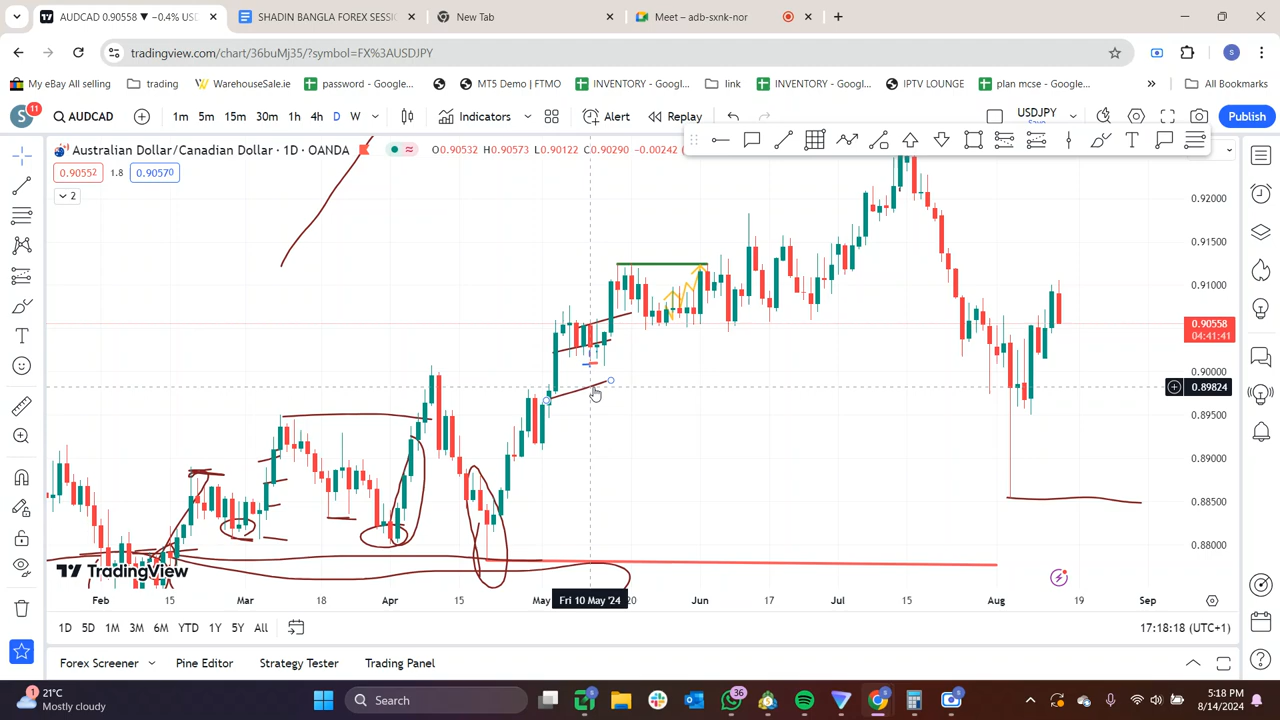 AUDCAD 0.90558 ▼ −0.4% USD
SHADIN BANGLA FOREX SESSI
New Tab
Meet – adb-sxnk-nor
tradingview.com/chart/36buMj35/?symbol=FX%3AUSDJPY
S
My eBay All selling
trading
WarehouseSale.ie
password - Google...
MT5 Demo | FTMO
INVENTORY - Googl...
link
INVENTORY - Googl...
IPTV LOUNGE
plan mcse - Google...
All Bookmarks
S 11
AUDCAD
1m 5m 15m 30m 1h 4h D W
Indicators
Alert
Replay
USDJPY
Save
Publish
Australian Dollar/Canadian Dollar · 1D · OANDA
O0.90532 H0.90573 L0.90122 C0.90290 −0.00242
0.90552 1.8 0.90570
2
0.92000
0.91500
0.91000
0.90558
04:41:41
0.90000
0.89824
0.89500
0.89000
0.88500
0.88000
TradingView
Feb 15 Mar 18 Apr 15 May Fri 10 May '24 20 Jun 17 Jul 15 Aug 19 Sep
1D 5D 1M 3M 6M YTD 1Y 5Y All
17:18:18 (UTC+1)
Forex Screener Pine Editor Strategy Tester Trading Panel
1
21°C
Mostly cloudy
Search
36
5:18 PM
8/14/2024